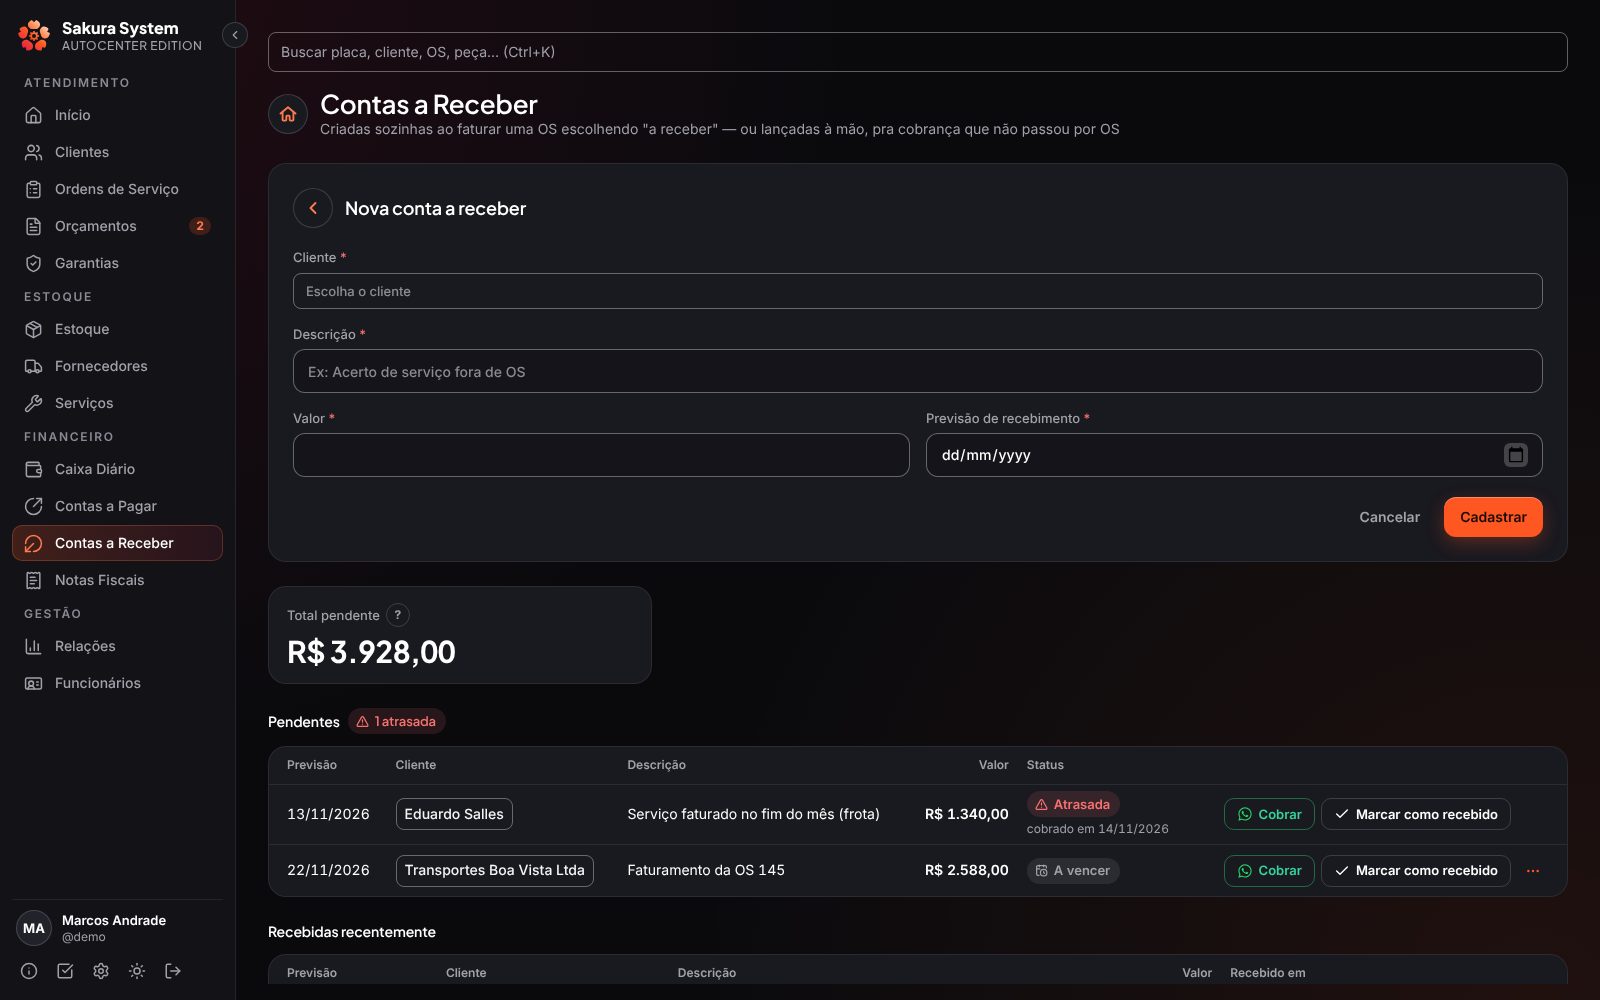 Sakura System
AUTOCENTER EDITION
ATENDIMENTO
Início
Clientes
Ordens de Serviço
Orçamentos 2
Garantias
ESTOQUE
Estoque
Fornecedores
Serviços
FINANCEIRO
Caixa Diário
Contas a Pagar
Contas a Receber
Notas Fiscais
GESTÃO
Relações
Funcionários
MA
Marcos Andrade
@demo
Buscar placa, cliente, OS, peça... (Ctrl+K)
Contas a Receber
Criadas sozinhas ao faturar uma OS escolhendo "a receber" — ou lançadas à mão, pra cobrança que não passou por OS
Nova conta a receber
Cliente *
Escolha o cliente
Descrição *
Ex: Acerto de serviço fora de OS
Valor *
Previsão de recebimento *
dd/mm/yyyy
Cancelar
Cadastrar
Total pendente ?
R$ 3.928,00
Pendentes 1 atrasada
Previsão Cliente Descrição Valor Status
13/11/2026 Eduardo Salles Serviço faturado no fim do mês (frota) R$ 1.340,00 Atrasada
cobrado em 14/11/2026
Cobrar Marcar como recebido
22/11/2026 Transportes Boa Vista Ltda Faturamento da OS 145 R$ 2.588,00 A vencer Cobrar Marcar como recebido ...
Recebidas recentemente
Previsão Cliente Descrição Valor Recebido em